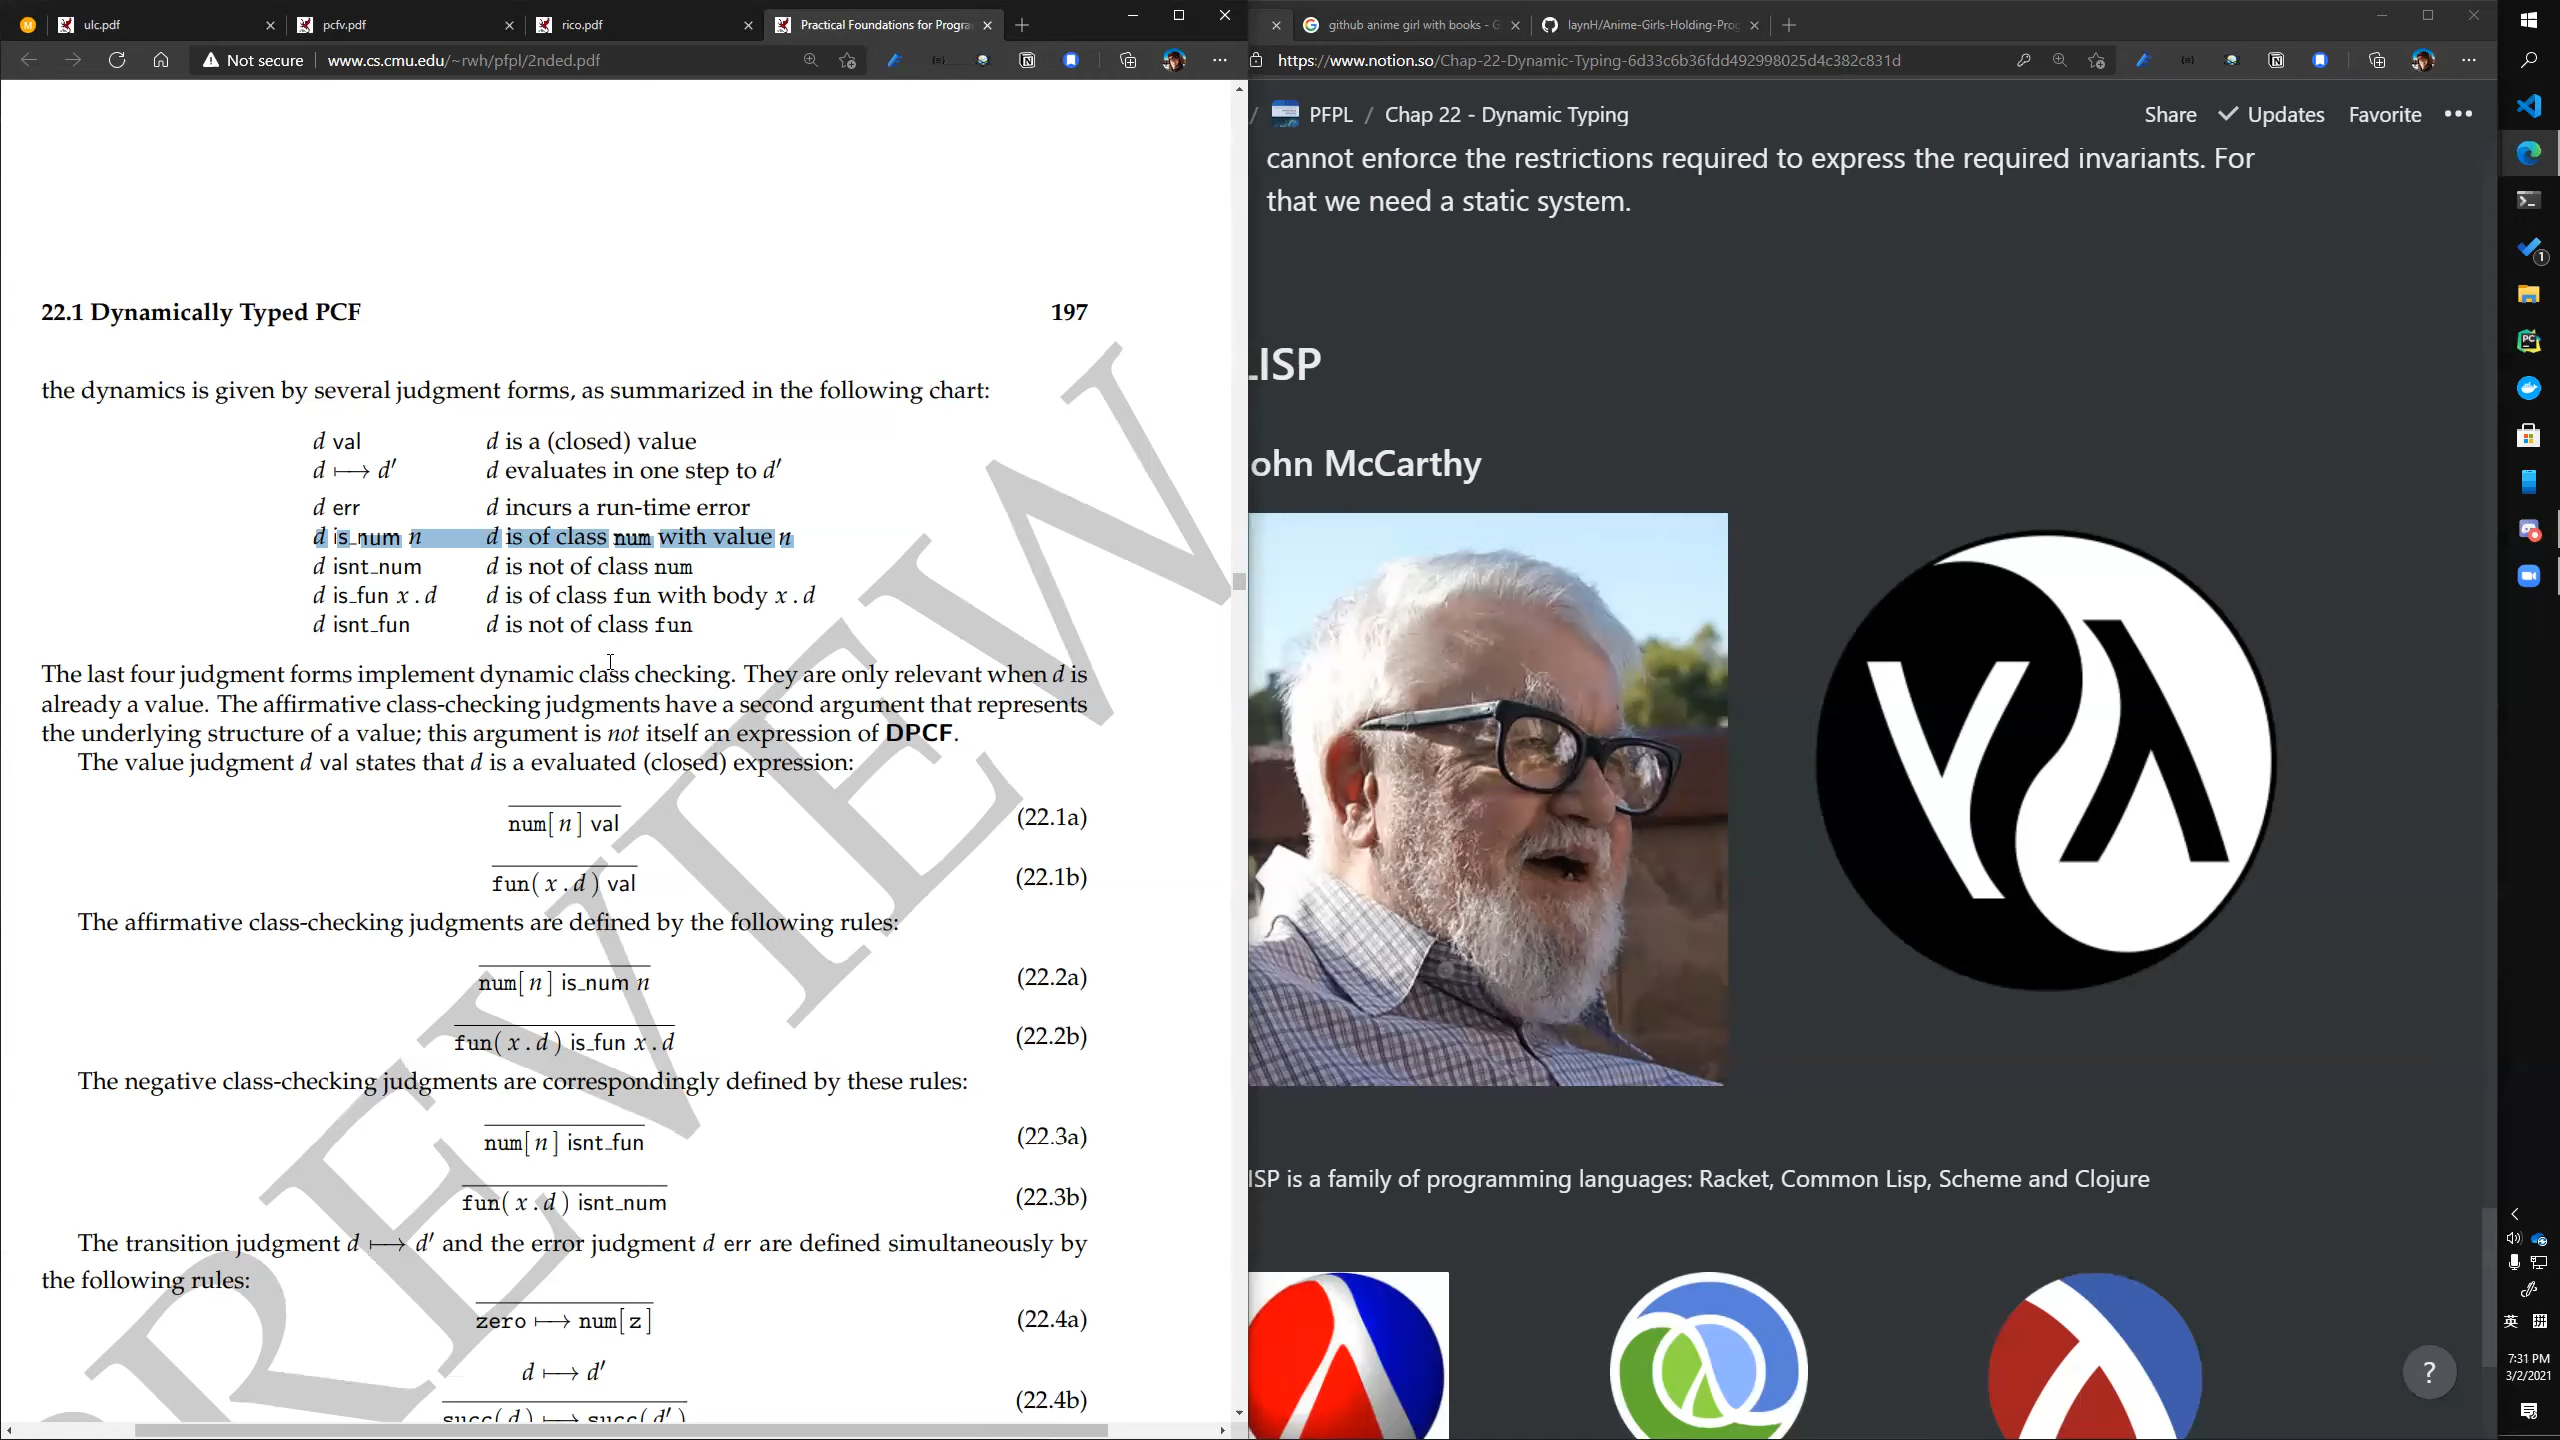 ulc.pdf
pcfv.pdf
rico.pdf
Practical Foundations for Progra
Not secure
www.cs.cmu.edu/~rwh/pfpl/2nded.pdf
22.1 Dynamically Typed PCF 197
the dynamics is given by several judgment forms, as summarized in the following chart:
d val d is a (closed) value
d ⟼ d′ d evaluates in one step to d′
d err d incurs a run-time error
d is_num n d is of class num with value n
d isnt_num d is not of class num
d is_fun x . d d is of class fun with body x . d
d isnt_fun d is not of class fun
The last four judgment forms implement dynamic class checking. They are only relevant when d is
already a value. The affirmative class-checking judgments have a second argument that represents
the underlying structure of a value; this argument is not itself an expression of DPCF.
The value judgment d val states that d is a evaluated (closed) expression:
num[ n ] val (22.1a)
fun( x . d ) val (22.1b)
The affirmative class-checking judgments are defined by the following rules:
num[ n ] is_num n (22.2a)
fun( x . d ) is_fun x . d (22.2b)
The negative class-checking judgments are correspondingly defined by these rules:
num[ n ] isnt_fun (22.3a)
fun( x . d ) isnt_num (22.3b)
The transition judgment d ⟼ d′ and the error judgment d err are defined simultaneously by
the following rules:
zero ⟼ num[ z ] (22.4a)
d ⟼ d′
succ( d ) ⟼ succ( d′ ) (22.4b)
PREVIEW
github anime girl with books - G
laynH/Anime-Girls-Holding-Prog
https://www.notion.so/Chap-22-Dynamic-Typing-6d33c6b36fdd492998025d4c382c831d
/ PFPL / Chap 22 - Dynamic Typing
Share Updates Favorite
cannot enforce the restrictions required to express the required invariants. For
that we need a static system.
LISP
ohn McCarthy
ISP is a family of programming languages: Racket, Common Lisp, Scheme and Clojure
?
1
英 拼
7:31 PM
3/2/2021